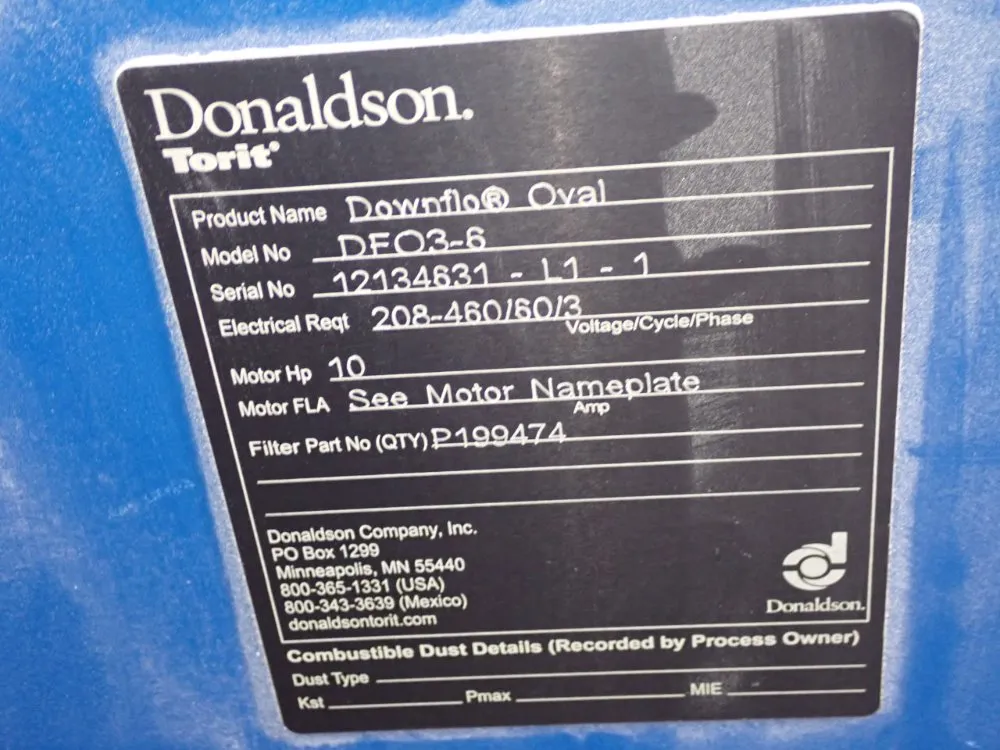 Donaldson.
Torit®
Product Name Downflo® Oval
Model No DFO3-6
Serial No 12134631 - L1 - 1
Electrical Reqt 208-460/60/3
Voltage/Cycle/Phase
Motor Hp 10
Motor FLA See Motor Nameplate
Amp
Filter Part No (QTY) P199474
Donaldson Company, Inc.
PO Box 1299
Minneapolis, MN 55440
800-365-1331 (USA)
800-343-3639 (Mexico)
donaldsontorit.com
Donaldson.
Combustible Dust Details (Recorded by Process Owner)
Dust Type
Kst Pmax MIE